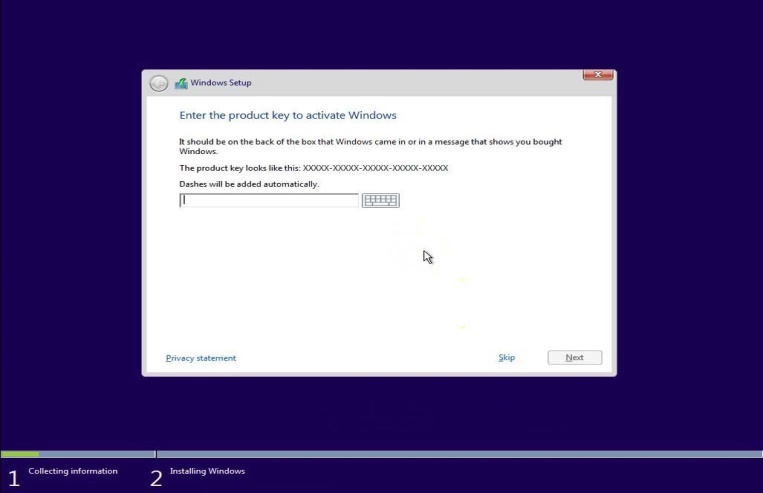 Windows Setup
Enter the product key to activate Windows
It should be on the back of the box that Windows came in or in a message that shows you bought
Windows.
The product key looks like this: XXXXX-XXXXX-XXXXX-XXXXX-XXXXX
Dashes will be added automatically.
Privacy statement
Skip
Next
1 Collecting information
2 Installing Windows